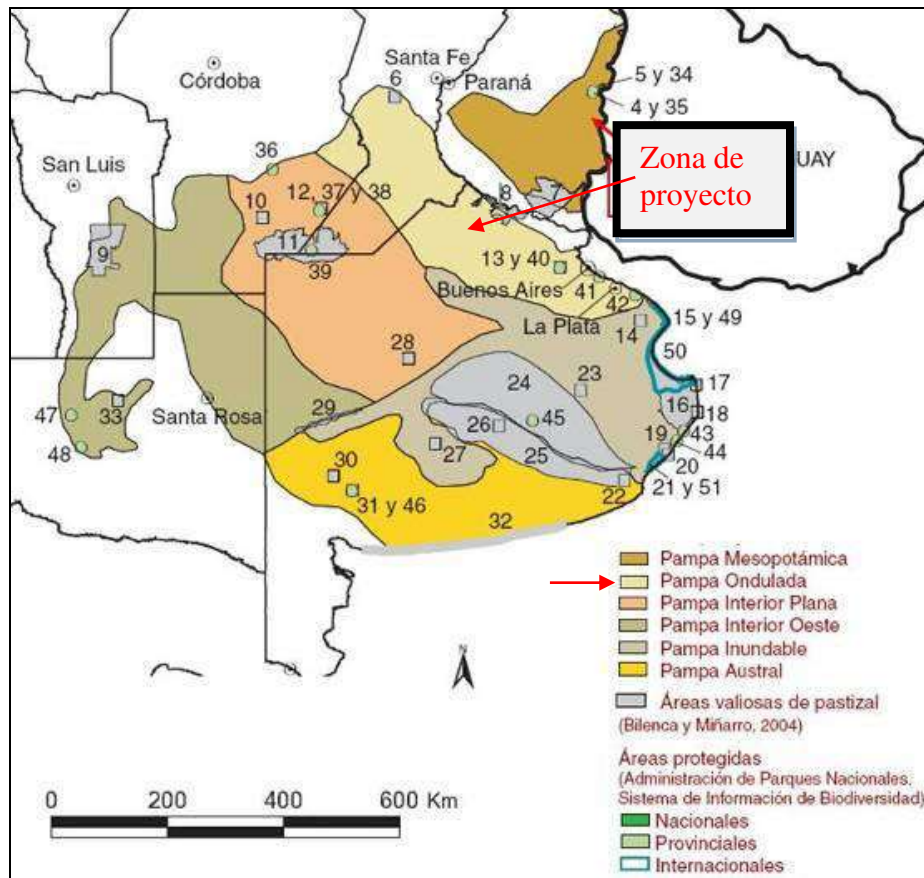 Santa Fe
Córdoba
6
Paraná
5 y 34
4 y 35
Zona de
proyecto
UAY
San Luis
36
10
12, 37 y 38
8
7
9
11
39
13 y 40
Buenos Aires
41
42
La Plata
14
15 y 49
50
28
24
23
17
16
18
47
33
Santa Rosa
29
26
45
43
48
27
25
19
44
20
30
22
21 y 51
31 y 46
32
Pampa Mesopotámica
Pampa Ondulada
Pampa Interior Plana
Pampa Interior Oeste
Pampa Inundable
Pampa Austral
N
Áreas valiosas de pastizal
(Bilenca y Miñarro, 2004)
Áreas protegidas
(Administración de Parques Nacionales.
Sistema de Información de Biodiversidad)
Nacionales
Provinciales
Internacionales
0 200 400 600 Km